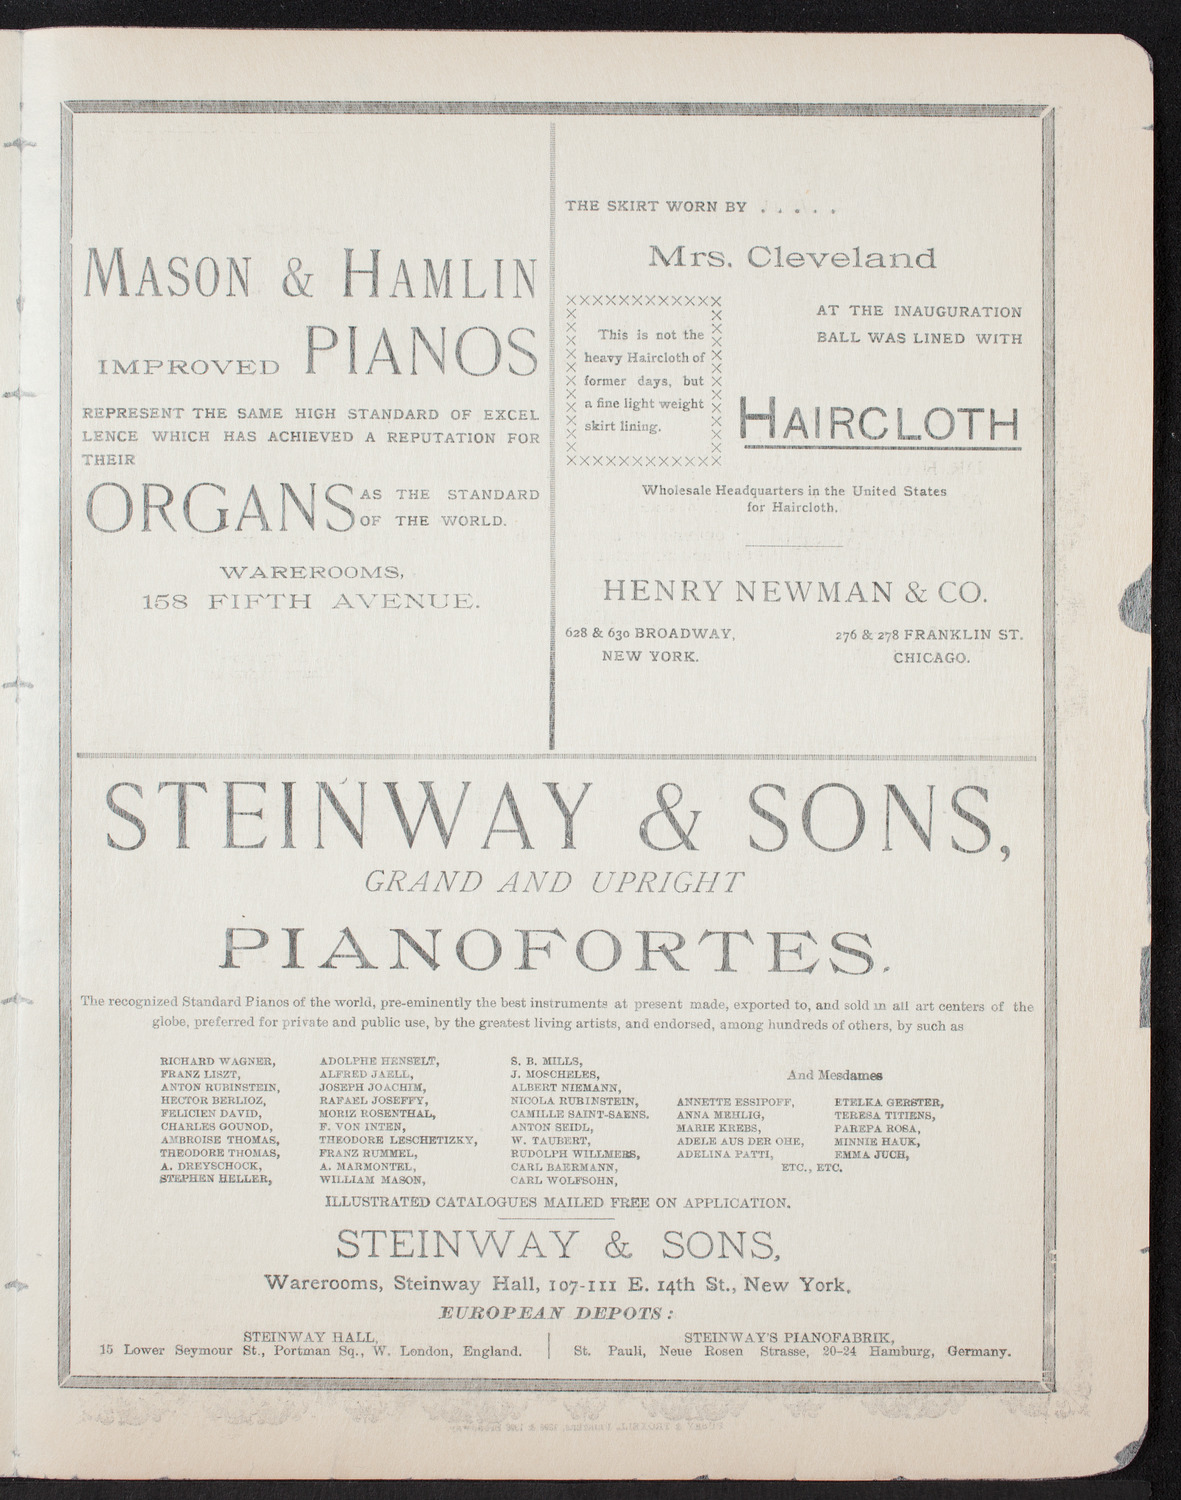 MASON & HAMLIN
IMPROVED PIANOS
REPRESENT THE SAME HIGH STANDARD OF EXCEL
LENCE WHICH HAS ACHIEVED A REPUTATION FOR
THEIR
ORGANS AS THE STANDARD
OF THE WORLD.
WAREROOMS,
158 FIFTH AVENUE.
THE SKIRT WORN BY . . . . .
Mrs. Cleveland
AT THE INAUGURATION
BALL WAS LINED WITH
HAIRCLOTH
This is not the
heavy Haircloth of
former days, but
a fine light weight
skirt lining.
Wholesale Headquarters in the United States
for Haircloth.
HENRY NEWMAN & CO.
628 & 630 BROADWAY,
NEW YORK.
276 & 278 FRANKLIN ST.
CHICAGO.
STEINWAY & SONS,
GRAND AND UPRIGHT
PIANOFORTES.
The recognized Standard Pianos of the world, pre-eminently the best instruments at present made, exported to, and sold in all art centers of the
globe, preferred for private and public use, by the greatest living artists, and endorsed, among hundreds of others, by such as
RICHARD WAGNER,
FRANZ LISZT,
ANTON RUBINSTEIN,
HECTOR BERLIOZ,
FELICIEN DAVID,
CHARLES GOUNOD,
AMBROISE THOMAS,
THEODORE THOMAS,
A. DREYSCHOCK,
STEPHEN HELLER,
ADOLPHE HENSELT,
ALFRED JAELL,
JOSEPH JOACHIM,
RAFAEL JOSEFFY,
MORIZ ROSENTHAL,
F. VON INTEN,
THEODORE LESCHETIZKY,
FRANZ RUMMEL,
A. MARMONTEL,
WILLIAM MASON,
S. B. MILLS,
J. MOSCHELES,
ALBERT NIEMANN,
NICOLA RUBINSTEIN,
CAMILLE SAINT-SAENS.
ANTON SEIDL,
W. TAUBERT,
RUDOLPH WILLMERS,
CARL BAERMANN,
CARL WOLFSOHN,
And Mesdames
ANNETTE ESSIPOFF,
ANNA MEHLIG,
MARIE KREBS,
ADELE AUS DER OHE,
ADELINA PATTI,
ETELKA GERSTER,
TERESA TITIENS,
PAREPA ROSA,
MINNIE HAUK,
EMMA JUCH,
ETC., ETC.
ILLUSTRATED CATALOGUES MAILED FREE ON APPLICATION.
STEINWAY & SONS,
Warerooms, Steinway Hall, 107-111 E. 14th St., New York.
EUROPEAN DEPOTS:
STEINWAY HALL,
15 Lower Seymour St., Portman Sq., W. London, England.
STEINWAY'S PIANOFABRIK,
St. Pauli, Neue Rosen Strasse, 20-24 Hamburg, Germany.